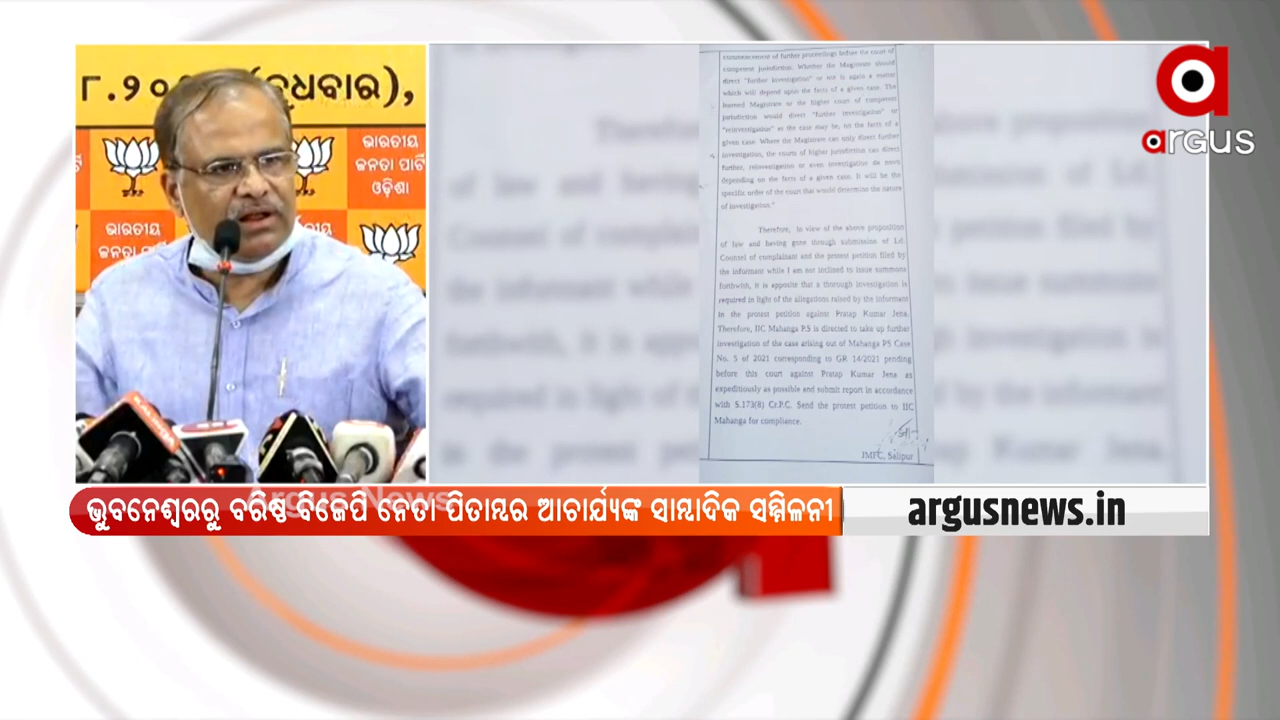 ୮.୨୦
(ବୁଧବାର),
ଭାରତୀୟ
ଜନତା ପାର୍ଟି
ଓଡ଼ିଶା
ଭାରତୀୟ
ଜନତା
commencement of further proceedings before the court of
competent jurisdiction. Whether the Magistrate should
direct "further investigation" or not is again a matter
which will depend upon the facts of a given case. The
learned Magistrate or the higher court of competent
jurisdiction would direct "further investigation" or
"reinvestigation" as the case may be, on the facts of a
given case. Where the Magistrate can only direct further
investigation, the courts of higher jurisdiction can direct
further, reinvestigation or even investigation de novo
depending on the facts of a given case. It will be the
specific order of the court that would determine the nature
of investigation."
Therefore, in view of the above proposition
of law and having gone through submission of Ld.
Counsel of complainant and the protest petition filed by
the informant while I am not inclined to issue summons
forthwith, it is apposite that a thorough investigation is
required in light of the allegations raised by the informant
in the protest petition against Pratap Kumar Jena.
Therefore, IIC Mahanga P.S is directed to take up further
investigation of the case arising out of Mahanga PS Case
No. 5 of 2021 corresponding to GR 14/2021 pending
before this court against Pratap Kumar Jena as
expeditiously as possible and submit report in accordance
with S.173(8) Cr.P.C. Send the protest petition to IIC
Mahanga for compliance.
JMFC, Salipur
argus
Argus News
ଭୁବନେଶ୍ୱରରୁ ବରିଷ୍ଠ ବିଜେପି ନେତା ପିତାମ୍ବର ଆଚାର୍ଯ୍ୟଙ୍କ ସାମ୍ବାଦିକ ସମ୍ମିଳନୀ
argusnews.in